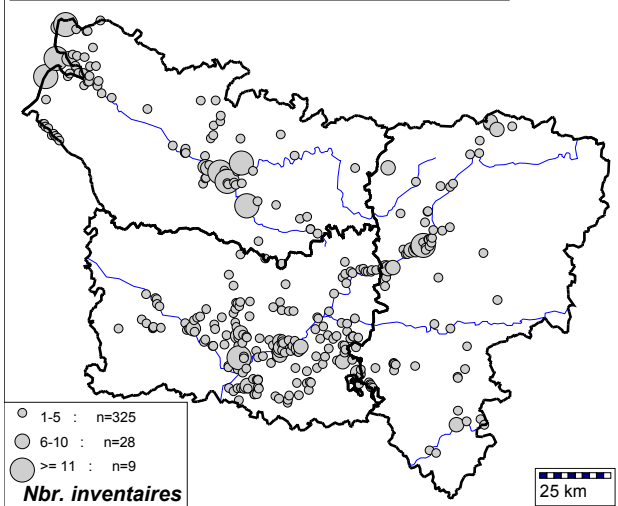 1-5 : n=325
6-10 : n=28
>= 11 : n=9
Nbr. inventaires
25 km